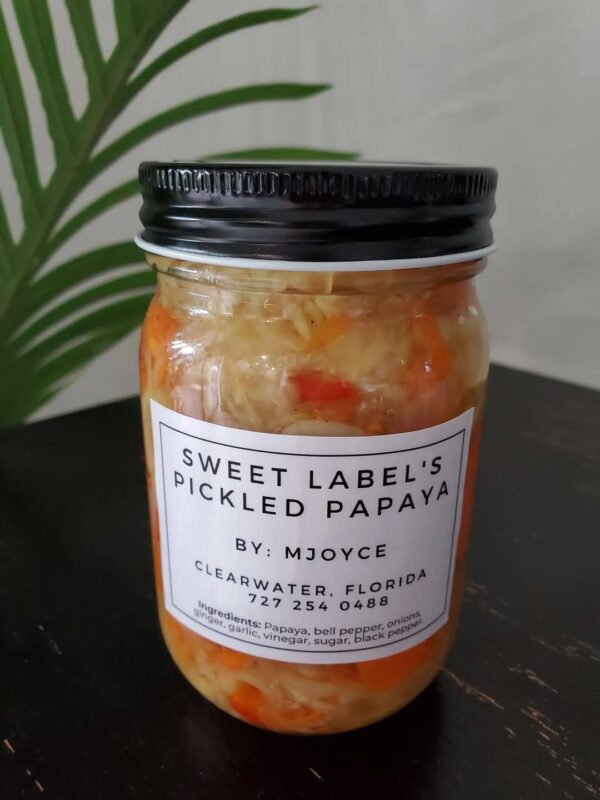 SWEET LABEL'S
PICKLED PAPAYA
BY: MJOYCE
CLEARWATER, FLORIDA
727 254 0488
Ingredients: Papaya, bell pepper, onions,
ginger, garlic, vinegar, sugar, black pepper.